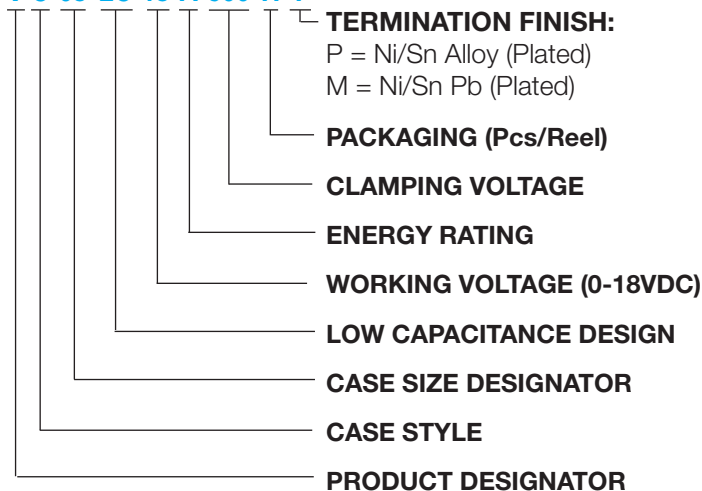 TERMINATION FINISH:
P = Ni/Sn Alloy (Plated)
M = Ni/Sn Pb (Plated)
PACKAGING (Pcs/Reel)
CLAMPING VOLTAGE
ENERGY RATING
WORKING VOLTAGE (0-18VDC)
LOW CAPACITANCE DESIGN
CASE SIZE DESIGNATOR
CASE STYLE
PRODUCT DESIGNATOR